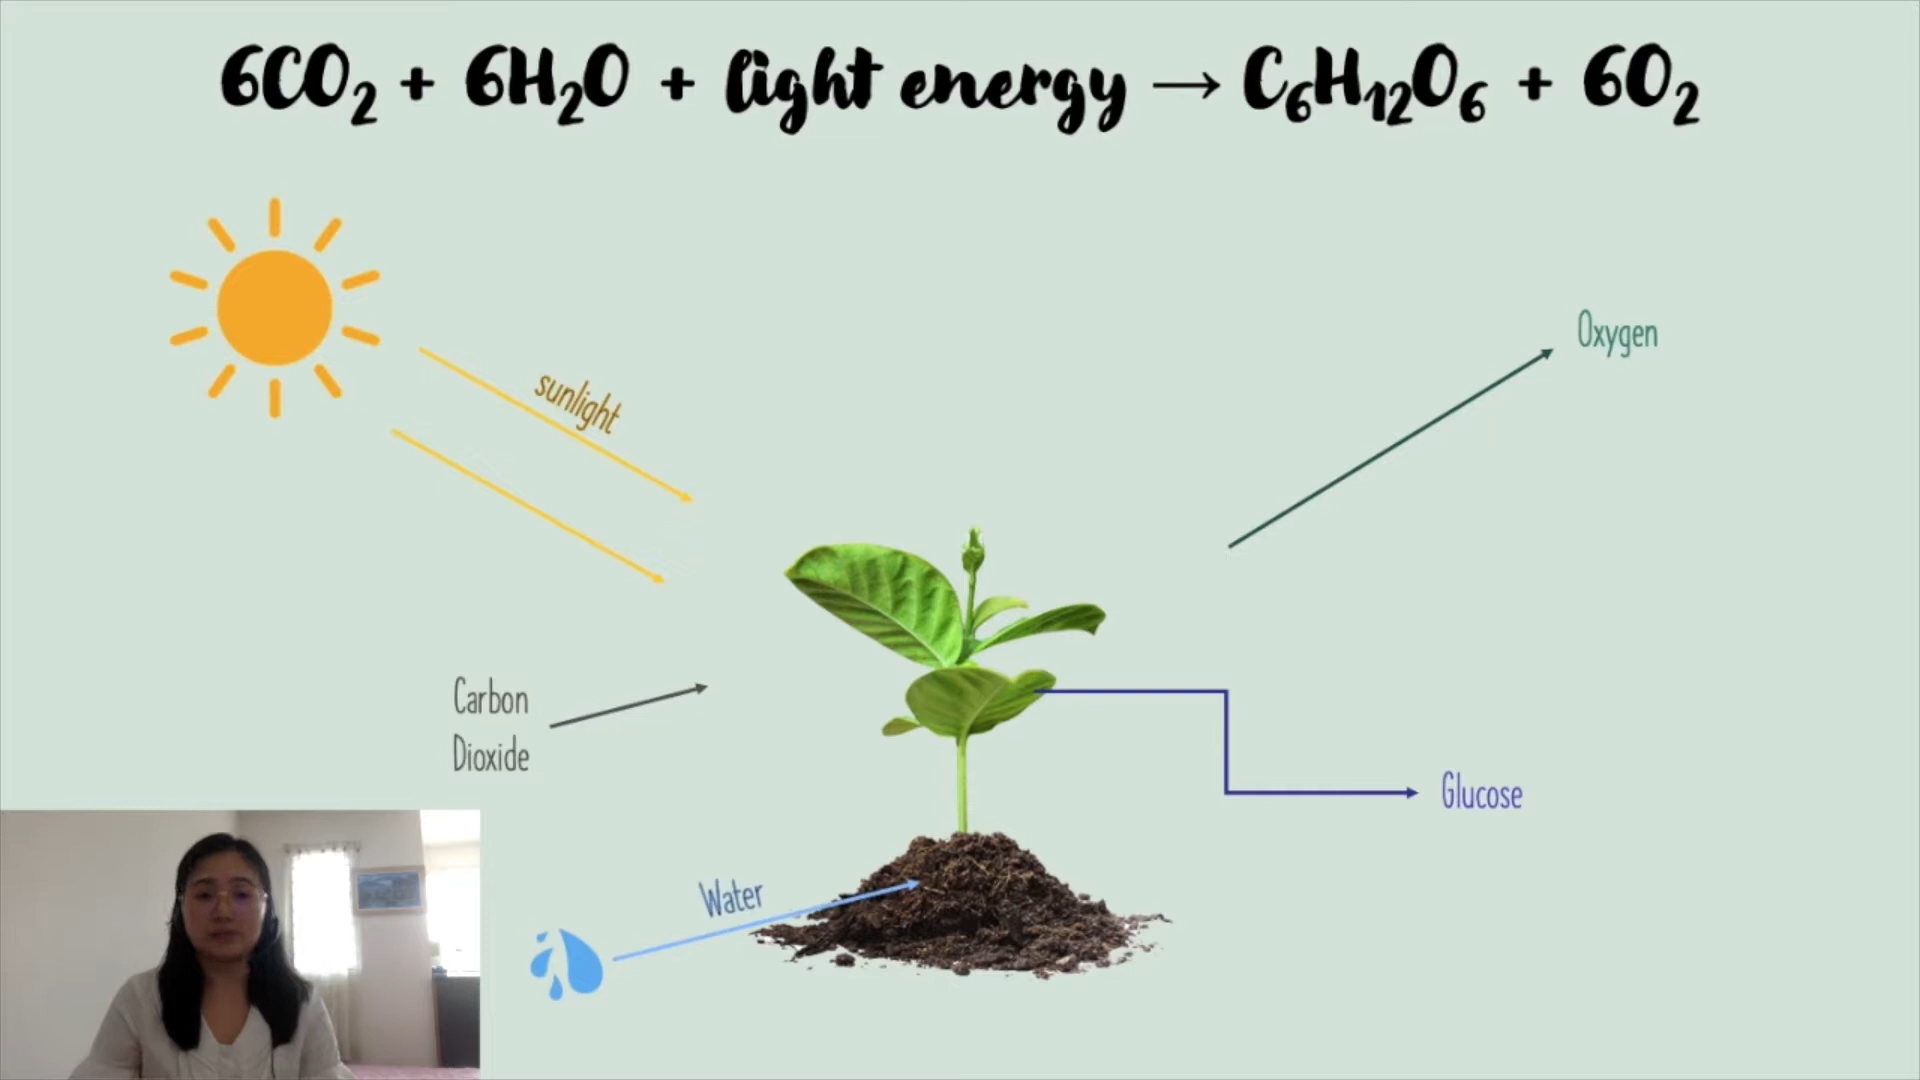 6CO₂ + 6H₂O + light energy → C₆H₁₂O₆ + 6O₂
sunlight
Oxygen
Carbon
Dioxide
Glucose
Water